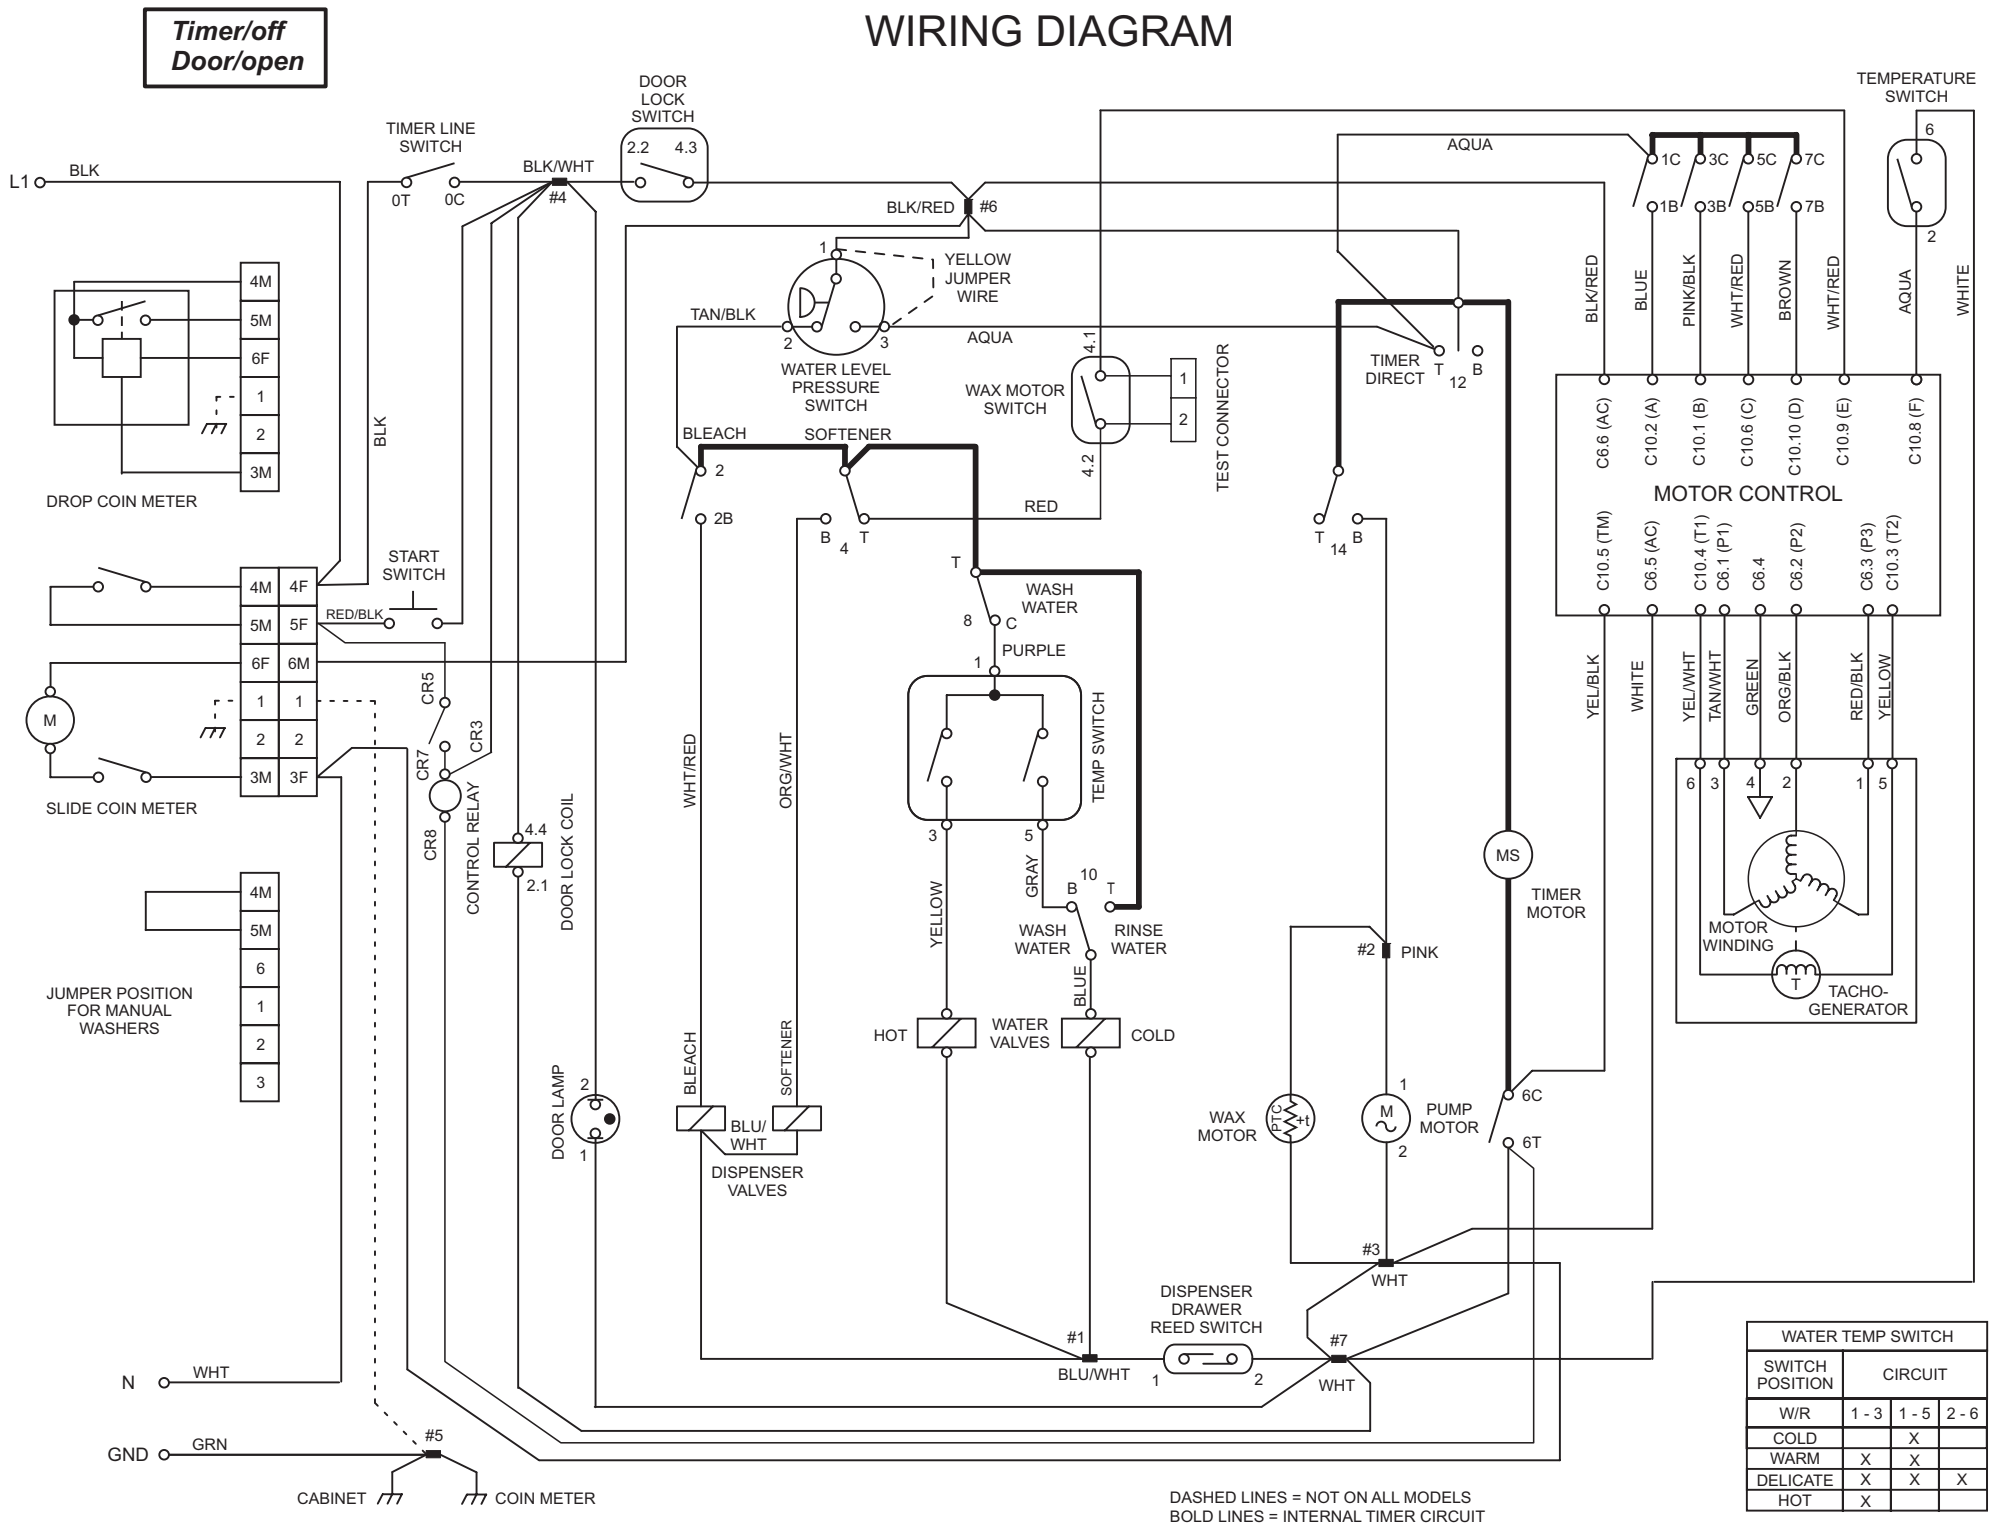 WIRING DIAGRAM
Timer/off
Door/open
L1
BLK
TIMER LINE
SWITCH
0T
0C
BLK/WHT
#4
DOOR
LOCK
SWITCH
2.2
4.3
BLK/RED
#6
AQUA
1C
3C
5C
7C
1B
3B
5B
7B
TEMPERATURE
SWITCH
6
2
BLK/RED
BLUE
PINK/BLK
WHT/RED
BROWN
WHT/RED
AQUA
WHITE
4M
5M
6F
1
2
3M
DROP COIN METER
BLK
1
2
3
YELLOW
JUMPER
WIRE
TAN/BLK
AQUA
WATER LEVEL
PRESSURE
SWITCH
WAX MOTOR
SWITCH
4.1
4.2
1
2
TEST CONNECTOR
TIMER
DIRECT
T
12
B
BLEACH
2
2B
SOFTENER
B
4
T
RED
T
14
B
C6.6 (AC)
C10.2 (A)
C10.1 (B)
C10.6 (C)
C10.10 (D)
C10.9 (E)
C10.8 (F)
MOTOR CONTROL
C10.5 (TM)
C6.5 (AC)
C10.4 (T1)
C6.1 (P1)
C6.4
C6.2 (P2)
C6.3 (P3)
C10.3 (T2)
START
SWITCH
RED/BLK
4M
4F
5M
5F
6F
6M
1
1
2
2
3M
3F
M
SLIDE COIN METER
CR5
CR7
CR3
CR8
CONTROL RELAY
4.4
2.1
DOOR LOCK COIL
WHT/RED
ORG/WHT
T
WASH
WATER
8
C
PURPLE
1
TEMP SWITCH
3
5
YELLOW
GRAY
10
B
T
WASH
WATER
RINSE
WATER
BLUE
HOT
WATER
VALVES
COLD
YEL/BLK
WHITE
YEL/WHT
TAN/WHT
GREEN
ORG/BLK
RED/BLK
YELLOW
6
3
4
2
1
5
MOTOR
WINDING
T
TACHO-
GENERATOR
MS
TIMER
MOTOR
#2
PINK
4M
5M
6
1
2
3
JUMPER POSITION
FOR MANUAL
WASHERS
DOOR LAMP
2
1
BLEACH
SOFTENER
BLU/
WHT
DISPENSER
VALVES
WAX
MOTOR
PTC
+t
M
1
2
PUMP
MOTOR
6C
6T
#3
WHT
DISPENSER
DRAWER
REED SWITCH
#1
BLU/WHT
1
2
#7
WHT
N
WHT
GND
GRN
#5
CABINET
COIN METER
WATER TEMP SWITCH
SWITCH
POSITION
CIRCUIT
W/R 1 - 3 1 - 5 2 - 6
COLD X
WARM X X
DELICATE X X X
HOT X
DASHED LINES = NOT ON ALL MODELS
BOLD LINES = INTERNAL TIMER CIRCUIT